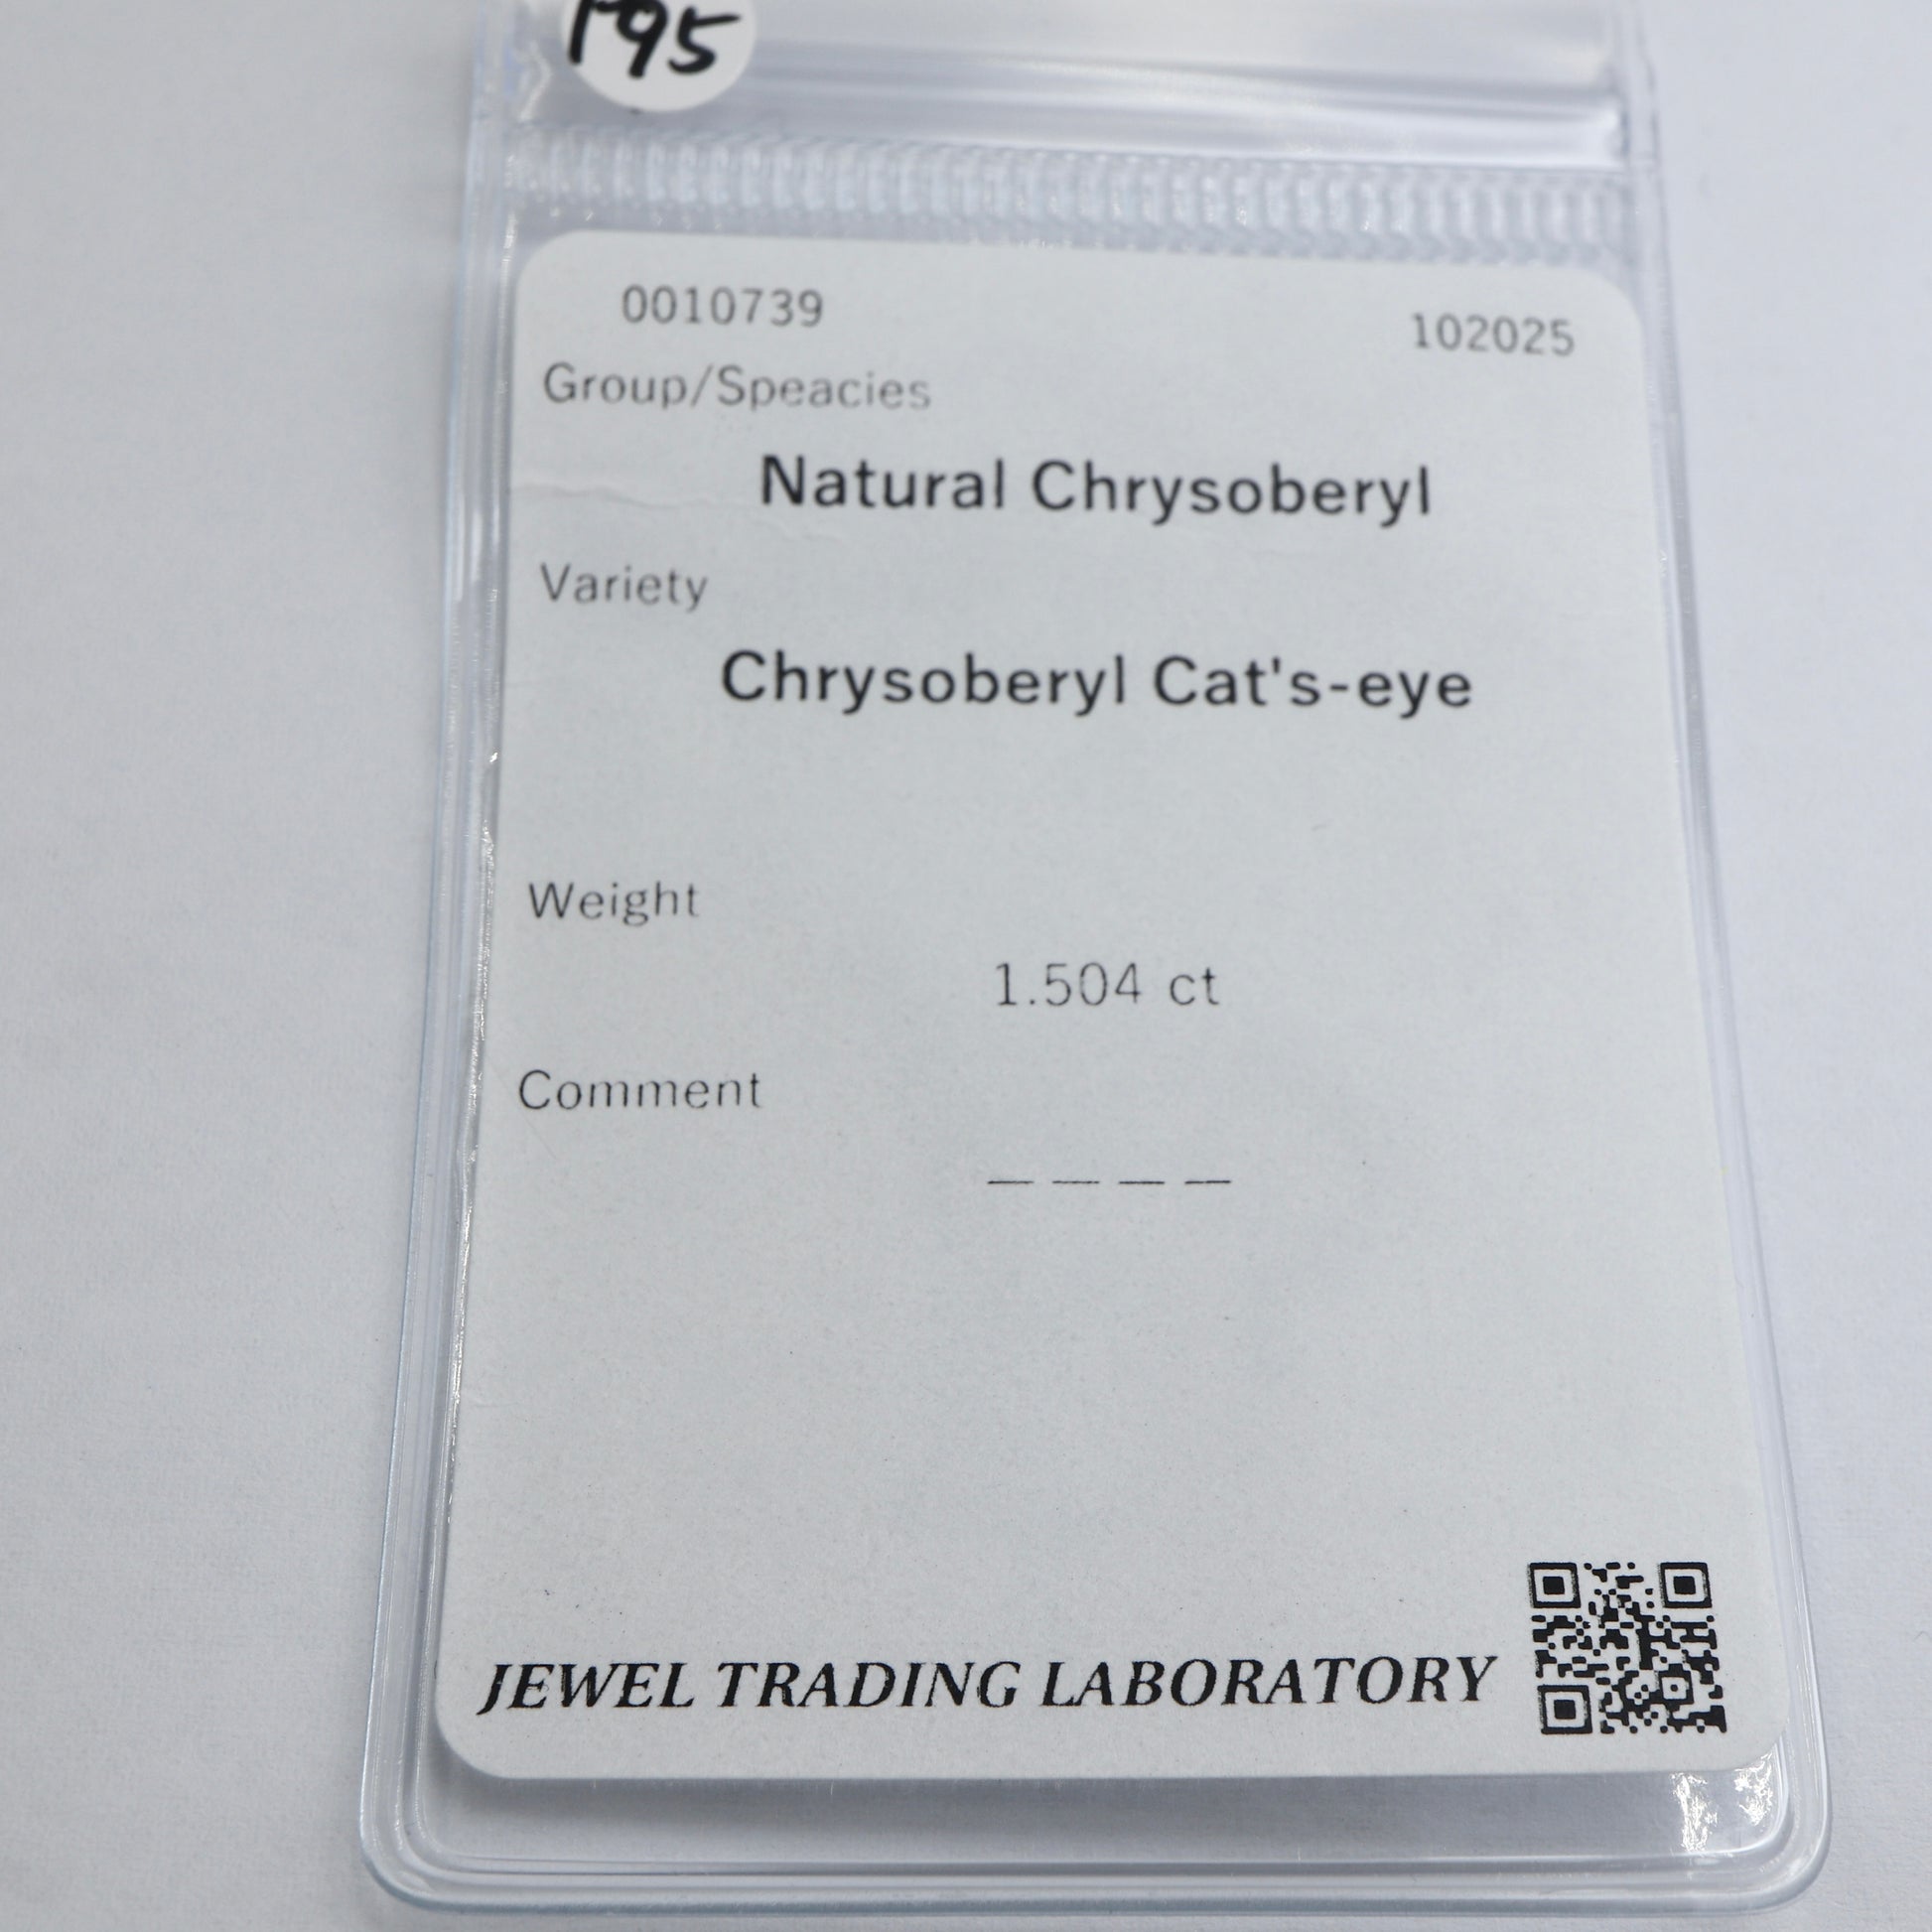 195
0010739
102025
Group/Speacies
Natural Chrysoberyl
Variety
Chrysoberyl Cat's-eye
Weight
1.504 ct
Comment
— — — —
JEWEL TRADING LABORATORY